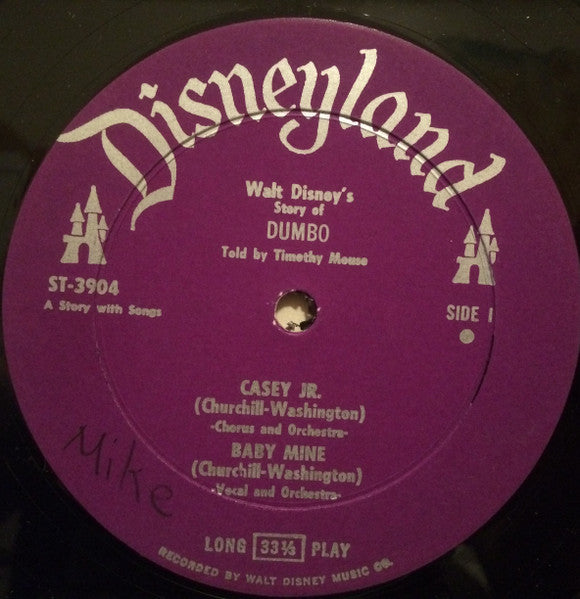 Disneyland
Walt Disney's
Story of
DUMBO
Told by Timothy Mouse
ST-3904
A Story with Songs
SIDE I
CASEY JR.
(Churchill-Washington)
-Chorus and Orchestra-
BABY MINE
(Churchill-Washington)
-Vocal and Orchestra-
Mike
LONG 33⅓ PLAY
RECORDED BY WALT DISNEY MUSIC CO.